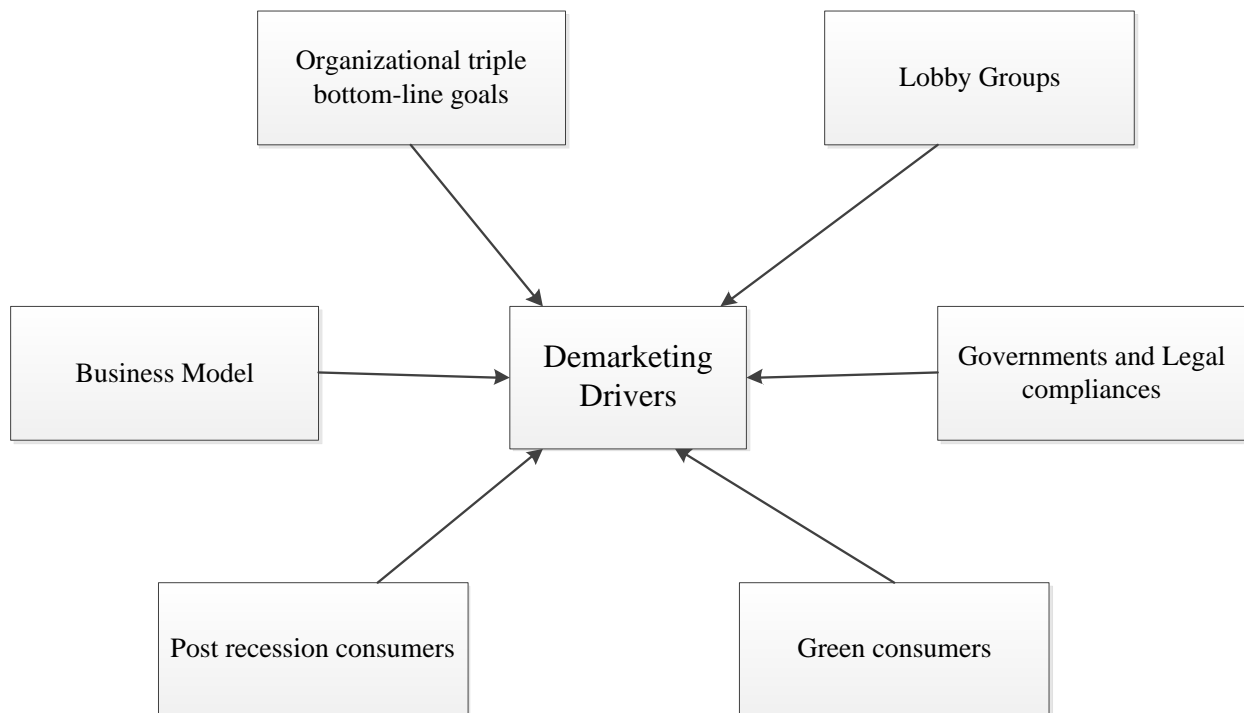 Organizational triple
bottom-line goals
Lobby Groups
Business Model
Demarketing
Drivers
Governments and Legal
compliances
Post recession consumers
Green consumers